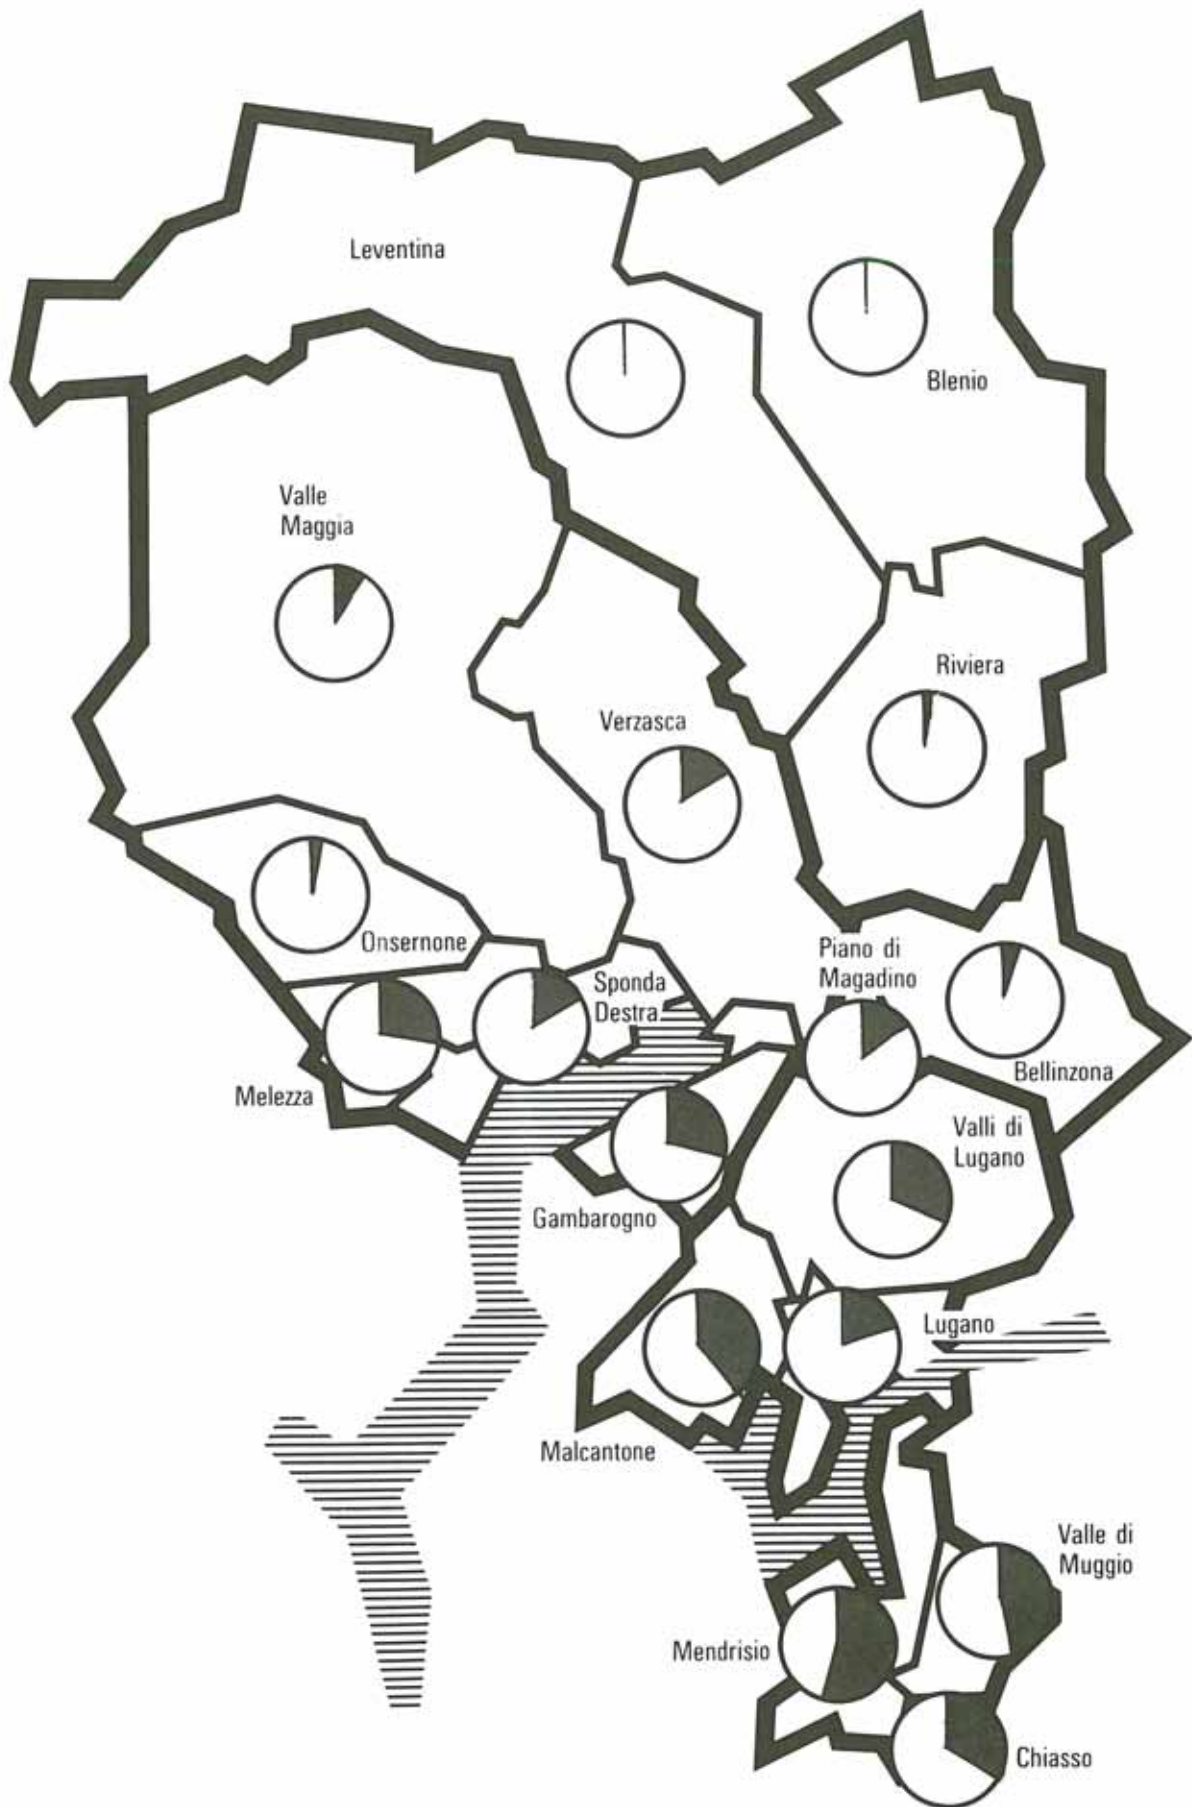 Leventina
Blenio
Valle
Maggia
Riviera
Verzasca
Onsernone
Piano di
Magadino
Sponda
Destra
Bellinzona
Melezza
Valli di
Lugano
Gambarogno
Lugano
Malcantone
Valle di
Muggio
Mendrisio
Chiasso